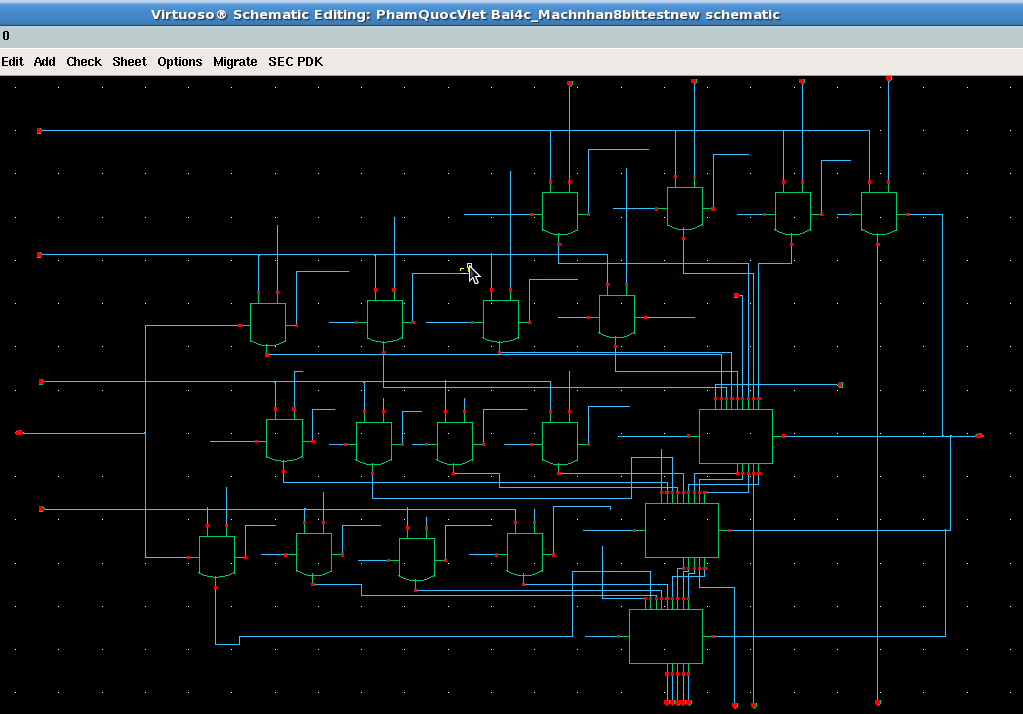 Virtuoso® Schematic Editing: PhamQuocViet Bai4c_Machnhan8bittestnew schematic
0
Edit Add Check Sheet Options Migrate SEC PDK